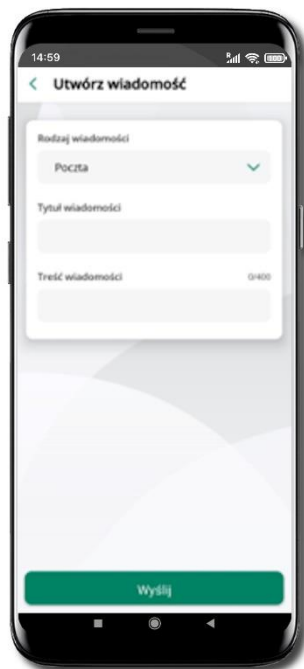 14:59
Utwórz wiadomość
Rodzaj wiadomości
Poczta
Tytuł wiadomości
Treść wiadomości 0/400
Wyślij